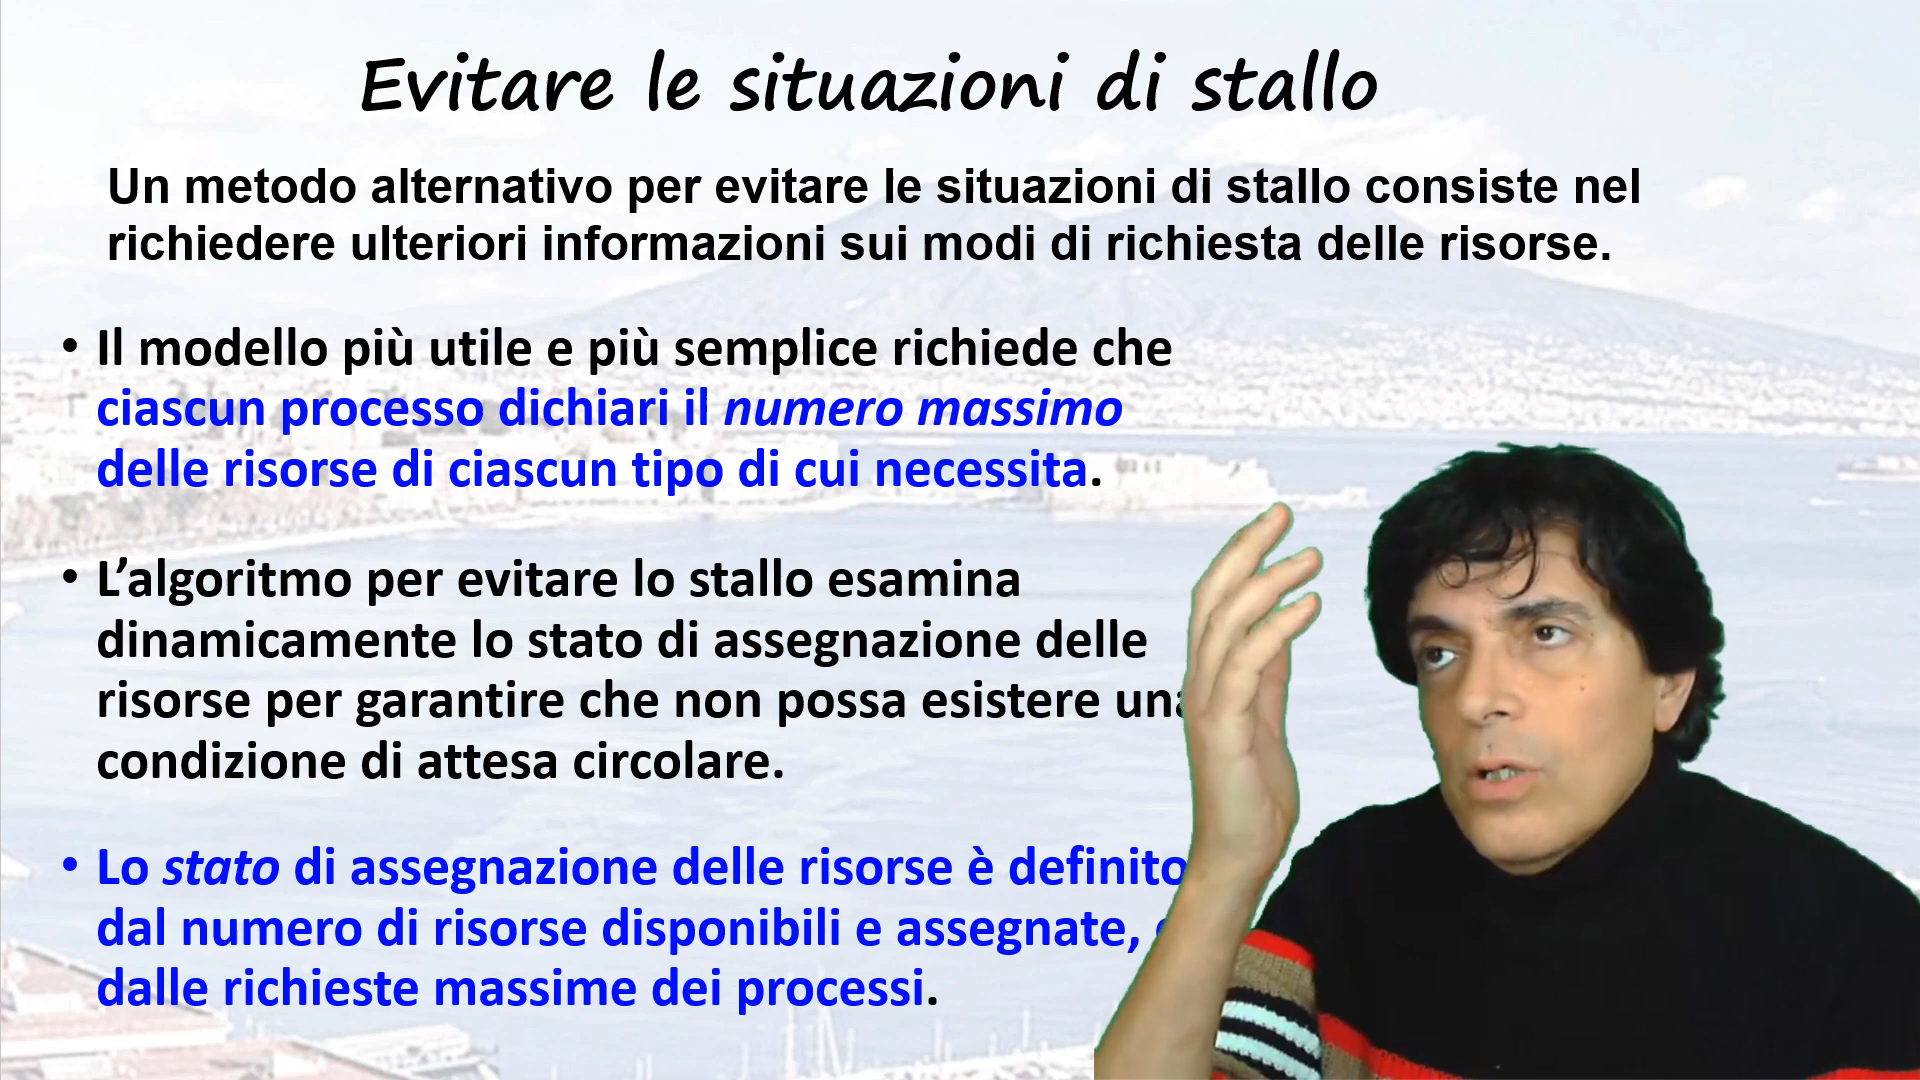 Evitare le situazioni di stallo
Un metodo alternativo per evitare le situazioni di stallo consiste nel
richiedere ulteriori informazioni sui modi di richiesta delle risorse.
• Il modello più utile e più semplice richiede che
ciascun processo dichiari il numero massimo
delle risorse di ciascun tipo di cui necessita.
• L’algoritmo per evitare lo stallo esamina
dinamicamente lo stato di assegnazione delle
risorse per garantire che non possa esistere una
condizione di attesa circolare.
• Lo stato di assegnazione delle risorse è definito
dal numero di risorse disponibili e assegnate,
dalle richieste massime dei processi.